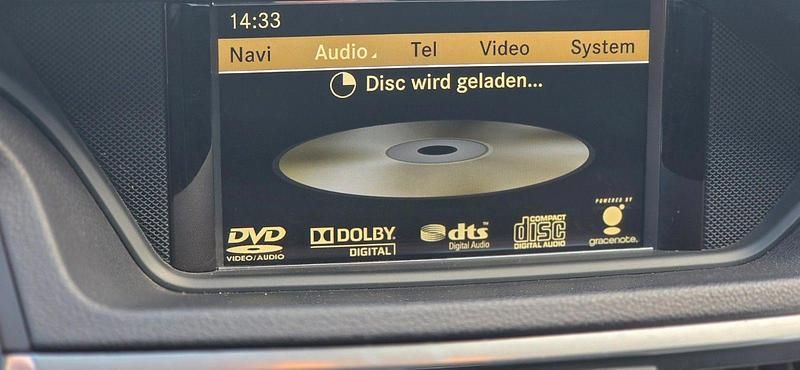 14:33
Navi Audio Tel Video System
Disc wird geladen...
DVD VIDEO/AUDIO
DOLBY DIGITAL
dts Digital Audio
COMPACT disc DIGITAL AUDIO
POWERED BY gracenote.